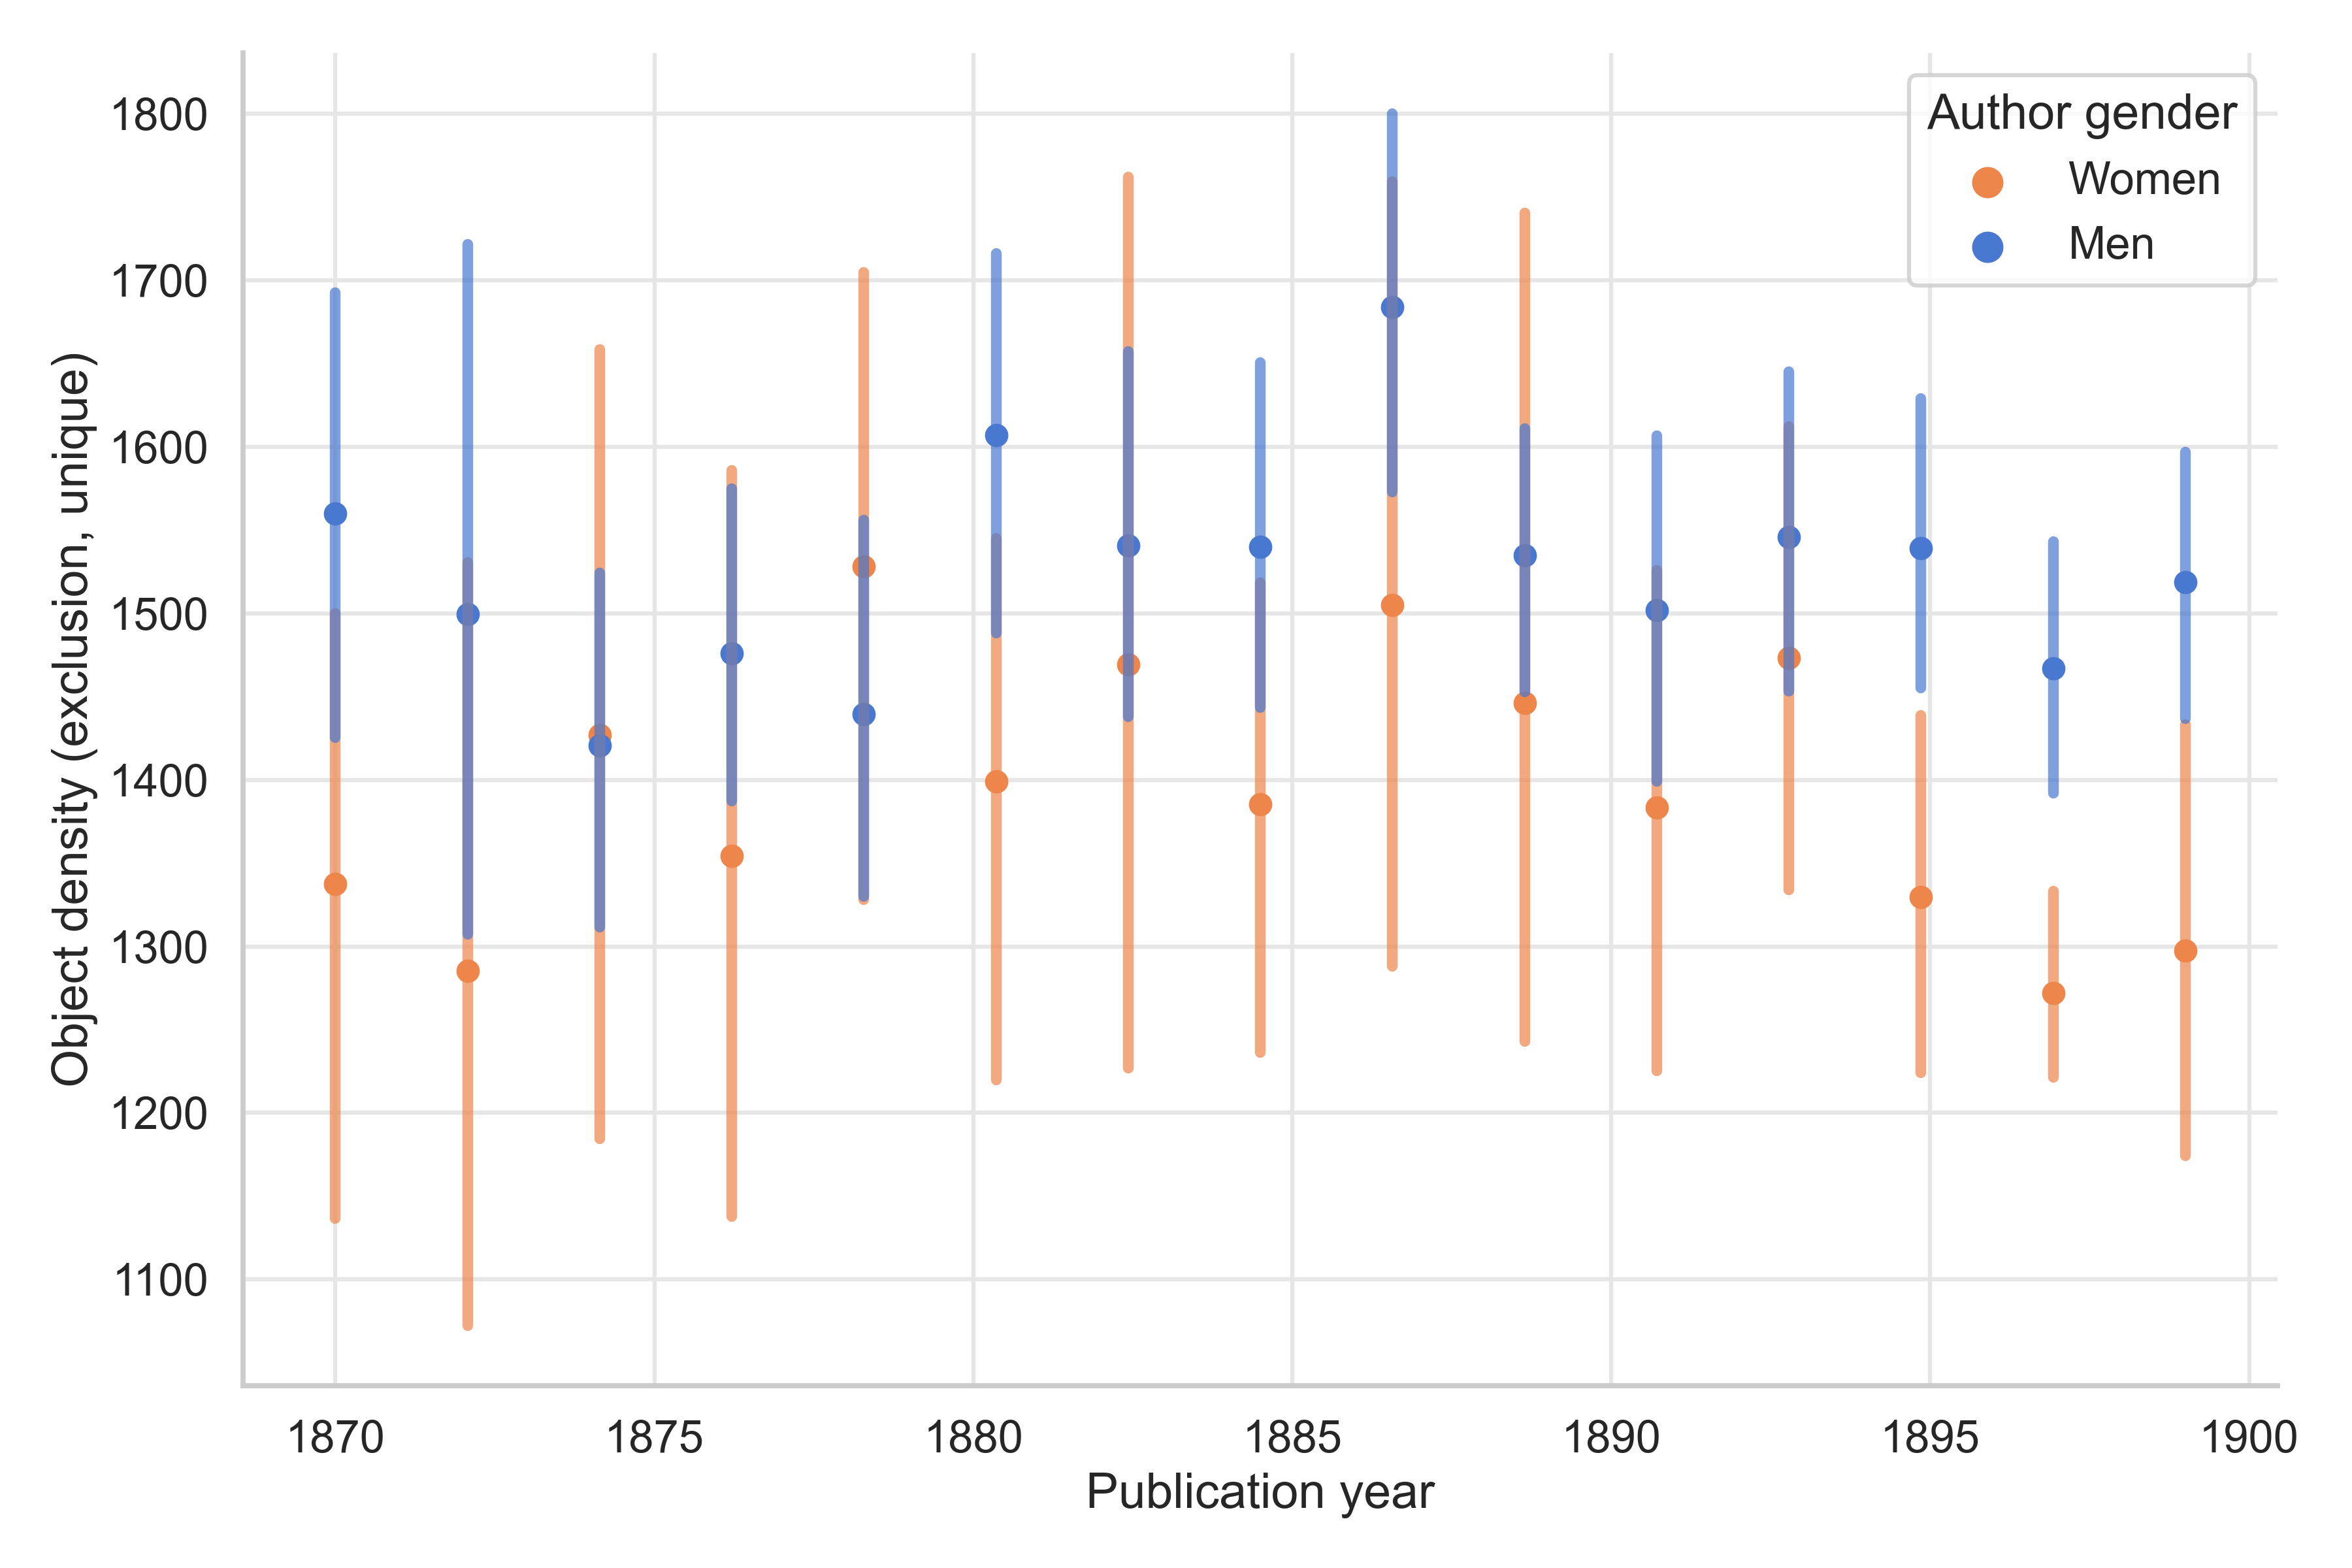 Author gender
Women
Men
Object density (exclusion, unique)
1800
1700
1600
1500
1400
1300
1200
1100
1870 1875 1880 1885 1890 1895 1900
Publication year